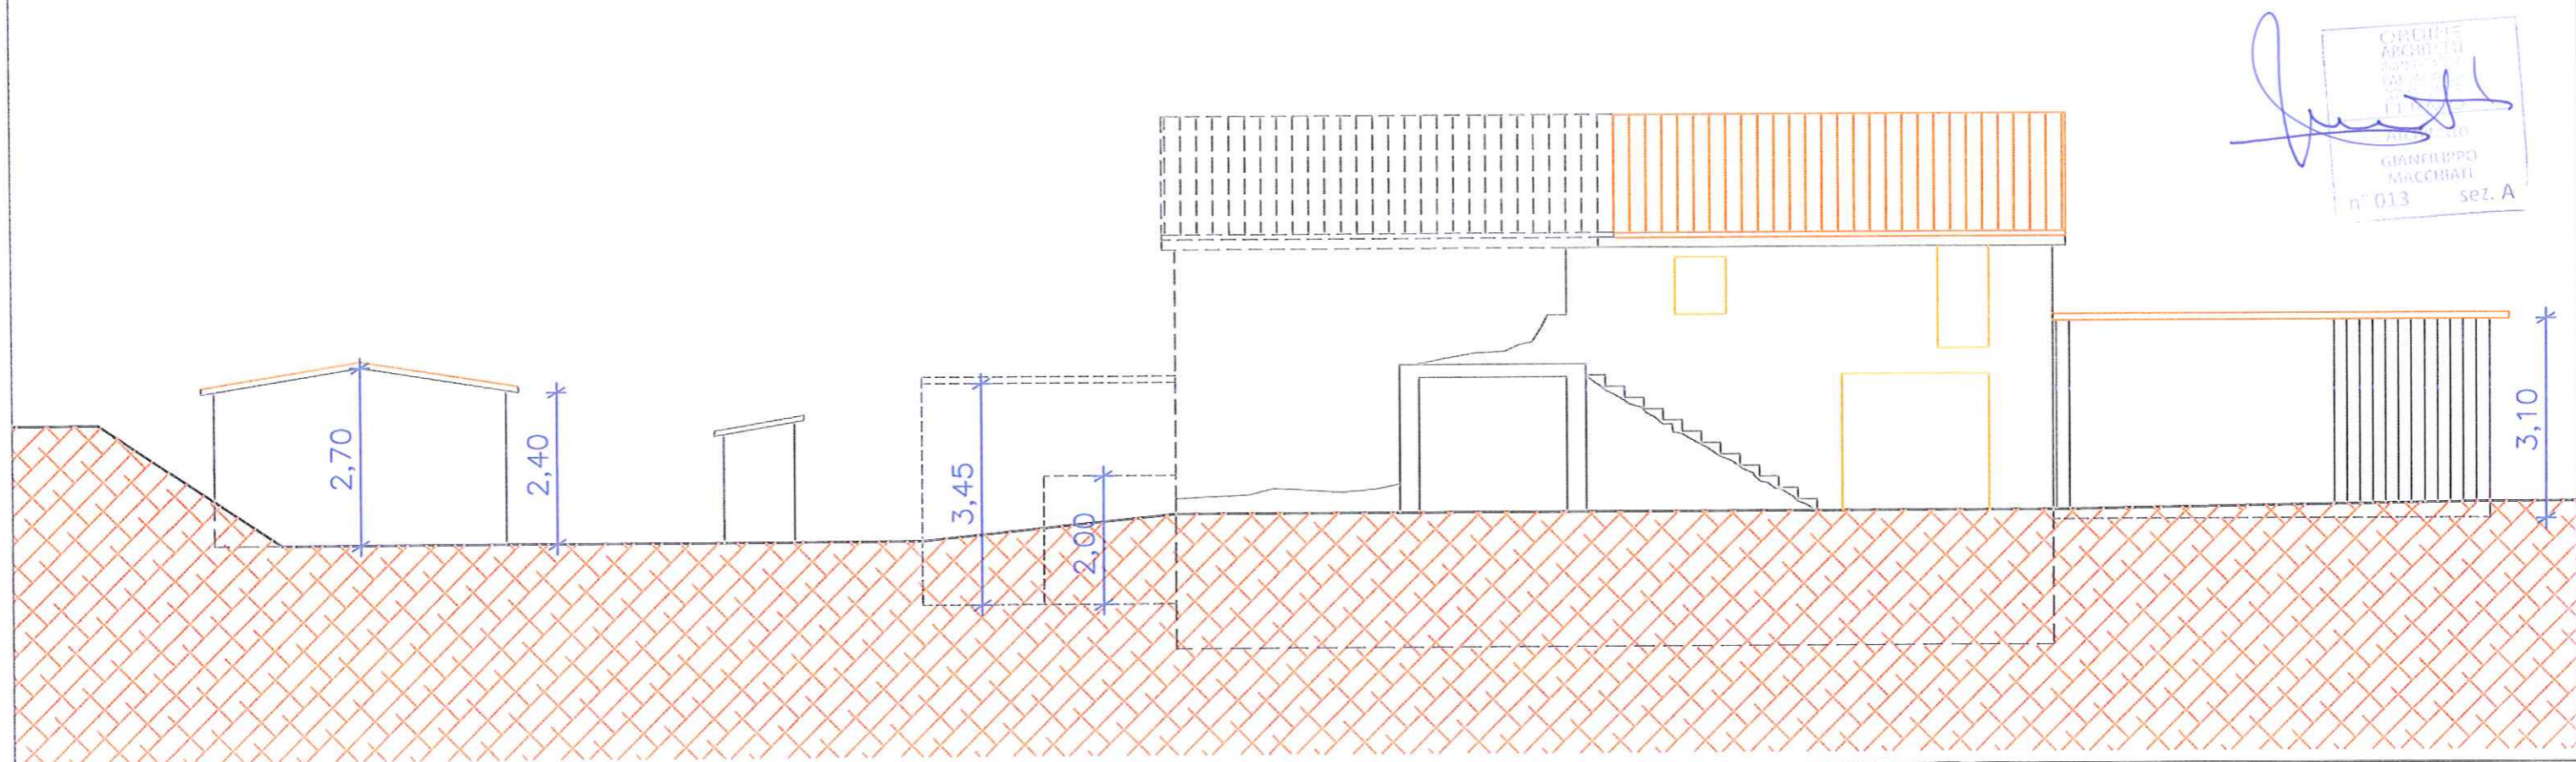 ORDINE
ARCHITETTI
GIANFILIPPO
MACCHIATI
n° 013 sez. A
2,70
2,40
3,45
2,00
3,10